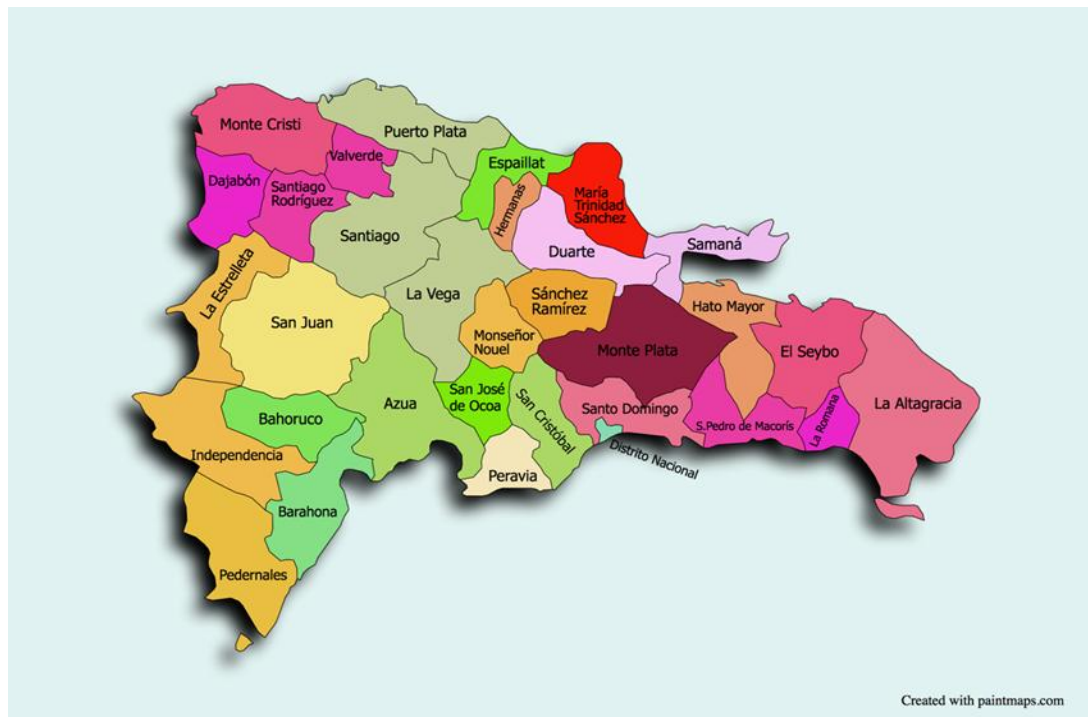 Monte Cristi
Puerto Plata
Valverde
Espaillat
Dajabón
Santiago
Rodríguez
Hermanas
María
Trinidad
Sánchez
Santiago
Duarte
Samaná
La Estrelleta
La Vega
Sánchez
Ramírez
Hato Mayor
San Juan
Monseñor
Nouel
Monte Plata
El Seybo
Azua
San José
de Ocoa
San Cristóbal
Santo Domingo
La Romana
La Altagracia
Bahoruco
S.Pedro de Macorís
Independencia
Distrito Nacional
Peravia
Barahona
Pedernales
Created with paintmaps.com